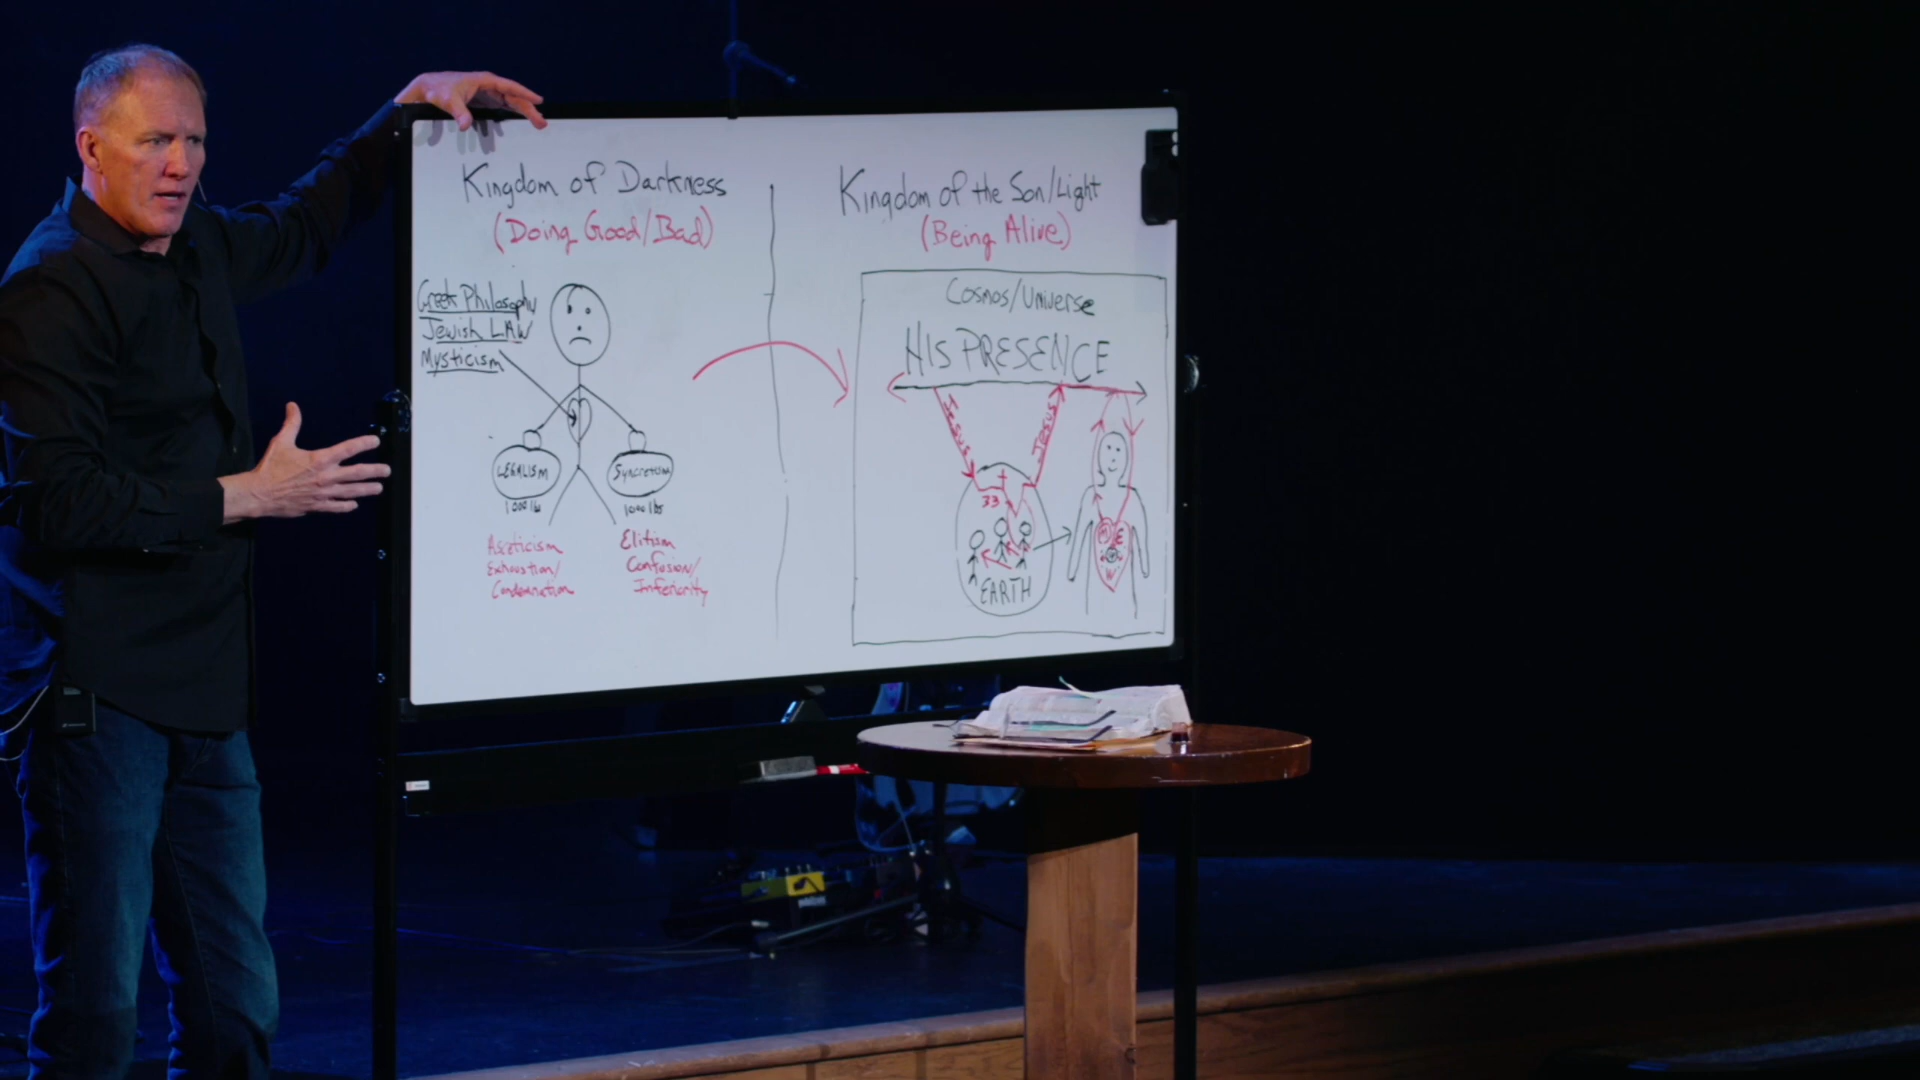 Kingdom of Darkness
(Doing Good/Bad)
Greek Philosophy
Jewish LAW
Mysticism
LEGALISM
1000 lb
Syncretism
1000 lbs
Asceticism
Exhaustion/
Condemnation
Elitism
Confusion/
Inferiority
Kingdom of the Son/Light
(Being Alive)
Cosmos/Universe
HIS PRESENCE
Jesus
Jesus
33
EARTH
M
E
W